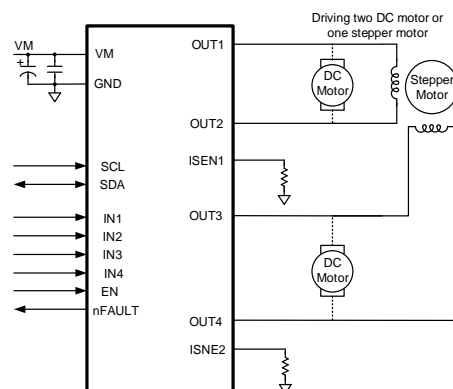 Driving two DC motor or
one stepper motor
VM
VM
GND
OUT1
DC
Motor
Stepper
Motor
OUT2
ISEN1
SCL
SDA
IN1
IN2
IN3
IN4
EN
nFAULT
OUT3
DC
Motor
OUT4
ISNE2